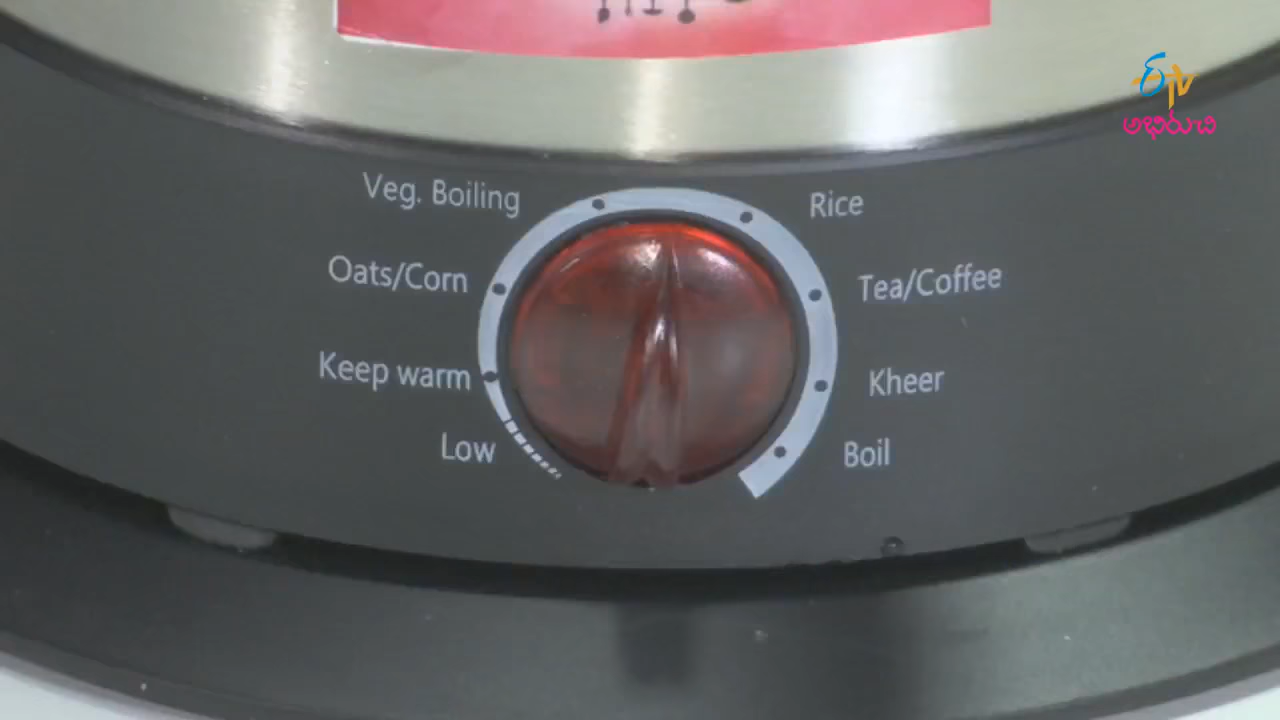 ETV
అభిరుచి
Veg. Boiling
Rice
Oats/Corn
Tea/Coffee
Keep warm
Kheer
Low
Boil